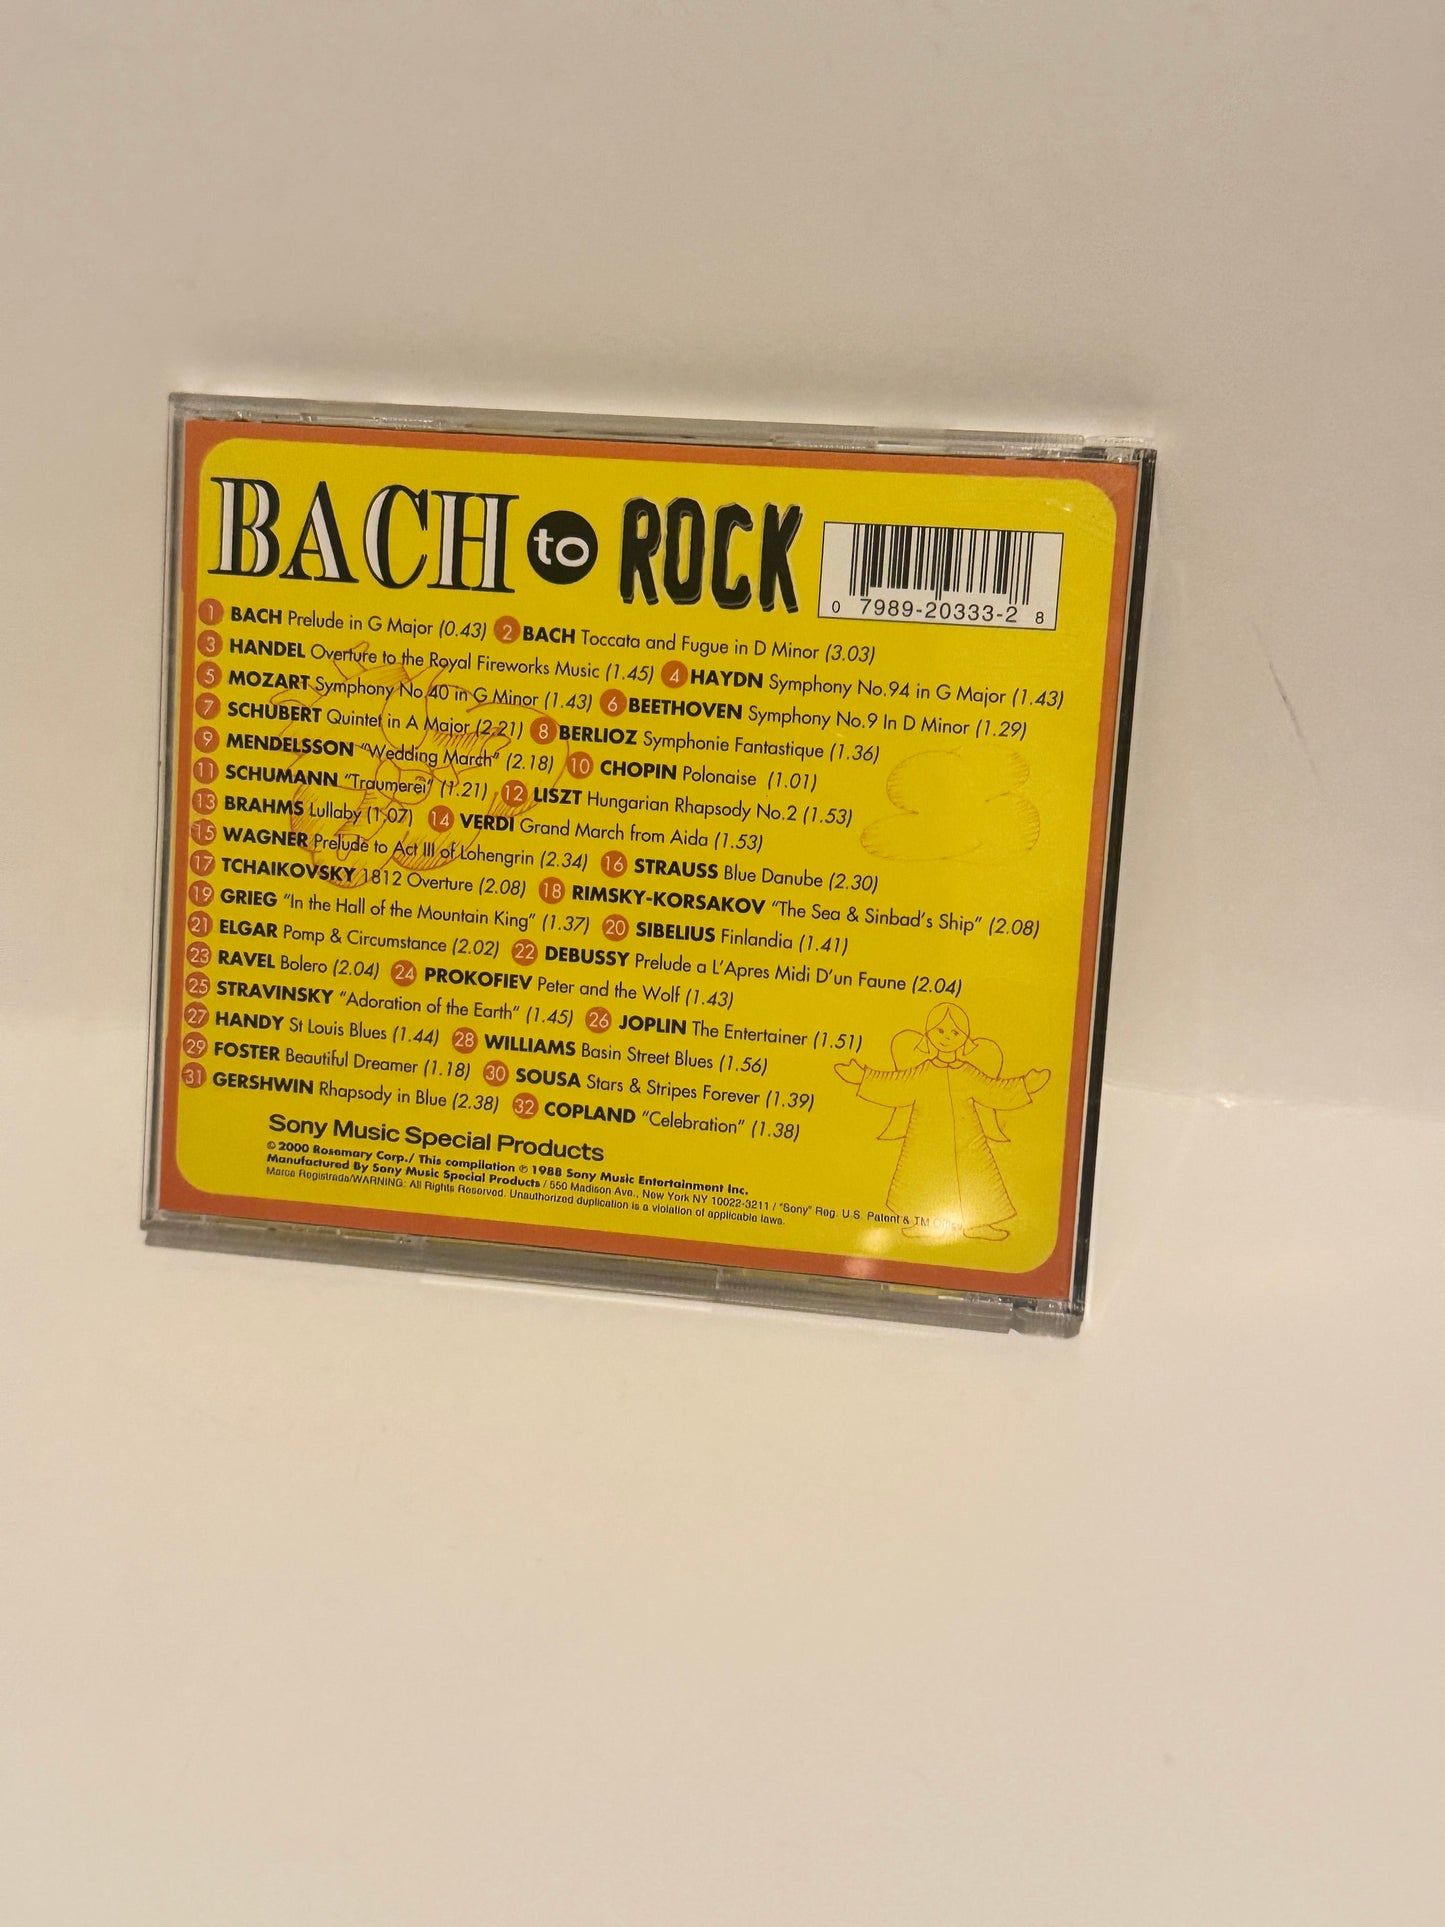 BACH to ROCK
0 7989-20333-2 8
1 BACH Prelude in G Major (0.43) 2 BACH Toccata and Fugue in D Minor (3.03)
3 HANDEL Overture to the Royal Fireworks Music (1.45) 4 HAYDN Symphony No.94 in G Major (1.43)
5 MOZART Symphony No.40 in G Minor (1.43) 6 BEETHOVEN Symphony No.9 In D Minor (1.29)
7 SCHUBERT Quintet in A Major (2.21) 8 BERLIOZ Symphonie Fantastique (1.36)
9 MENDELSSON "Wedding March" (2.18) 10 CHOPIN Polonaise (1.01)
11 SCHUMANN "Traumerei" (1.21) 12 LISZT Hungarian Rhapsody No.2 (1.53)
13 BRAHMS Lullaby (1.07) 14 VERDI Grand March from Aida (1.53)
15 WAGNER Prelude to Act III of Lohengrin (2.34) 16 STRAUSS Blue Danube (2.30)
17 TCHAIKOVSKY 1812 Overture (2.08) 18 RIMSKY-KORSAKOV "The Sea & Sinbad's Ship" (2.08)
19 GRIEG "In the Hall of the Mountain King" (1.37) 20 SIBELIUS Finlandia (1.41)
21 ELGAR Pomp & Circumstance (2.02) 22 DEBUSSY Prelude a L'Apres Midi D'un Faune (2.04)
23 RAVEL Bolero (2.04) 24 PROKOFIEV Peter and the Wolf (1.43)
25 STRAVINSKY "Adoration of the Earth" (1.45) 26 JOPLIN The Entertainer (1.51)
27 HANDY St Louis Blues (1.44) 28 WILLIAMS Basin Street Blues (1.56)
29 FOSTER Beautiful Dreamer (1.18) 30 SOUSA Stars & Stripes Forever (1.39)
31 GERSHWIN Rhapsody in Blue (2.38) 32 COPLAND "Celebration" (1.38)
Sony Music Special Products
© 2000 Rosemary Corp./ This compilation ℗ 1988 Sony Music Entertainment Inc.
Manufactured By Sony Music Special Products / 550 Madison Ave., New York NY 10022-3211 / "Sony" Reg. U.S. Patent & TM
Marca Registrada/WARNING: All Rights Reserved. Unauthorized duplication is a violation of applicable laws.